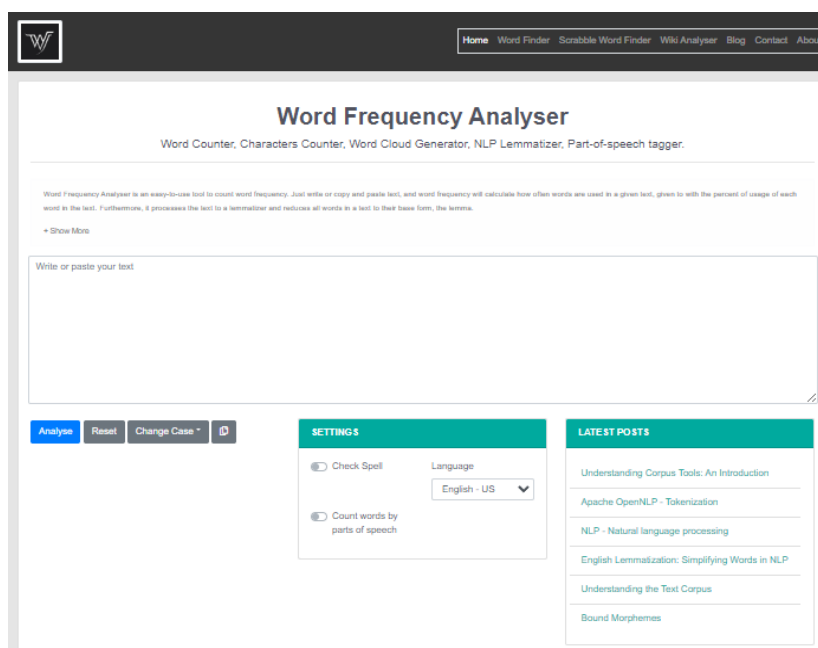 Home Word Finder Scrabble Word Finder Wiki Analyser Blog Contact Abou
Word Frequency Analyser
Word Counter, Characters Counter, Word Cloud Generator, NLP Lemmatizer, Part-of-speech tagger.
Word Frequency Analyser is an easy-to-use tool to count word frequency. Just write or copy and paste text, and word frequency will calculate how often words are used in a given text, given to with the percent of usage of each
word in the text. Furthermore, it processes the text to a lemmatizer and reduces all words in a text to their base form, the lemma.
+ Show More
Write or paste your text
Analyse Reset Change Case
SETTINGS
Check Spell
Language
English - US
Count words by
parts of speech
LATEST POSTS
Understanding Corpus Tools: An Introduction
Apache OpenNLP - Tokenization
NLP - Natural language processing
English Lemmatization: Simplifying Words in NLP
Understanding the Text Corpus
Bound Morphemes